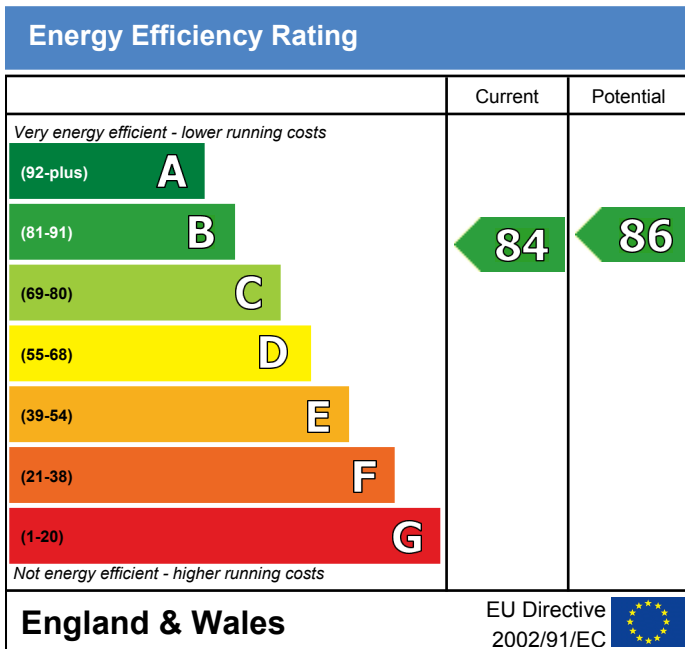 Energy Efficiency Rating
Current Potential
Very energy efficient - lower running costs
(92-plus) A
(81-91) B
84 86
(69-80) C
(55-68) D
(39-54) E
(21-38) F
(1-20) G
Not energy efficient - higher running costs
England & Wales
EU Directive
2002/91/EC